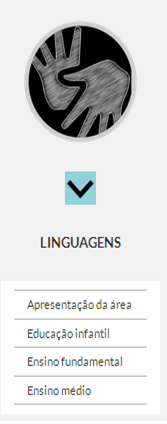 LINGUAGENS
Apresentação da área
Educação infantil
Ensino fundamental
Ensino médio